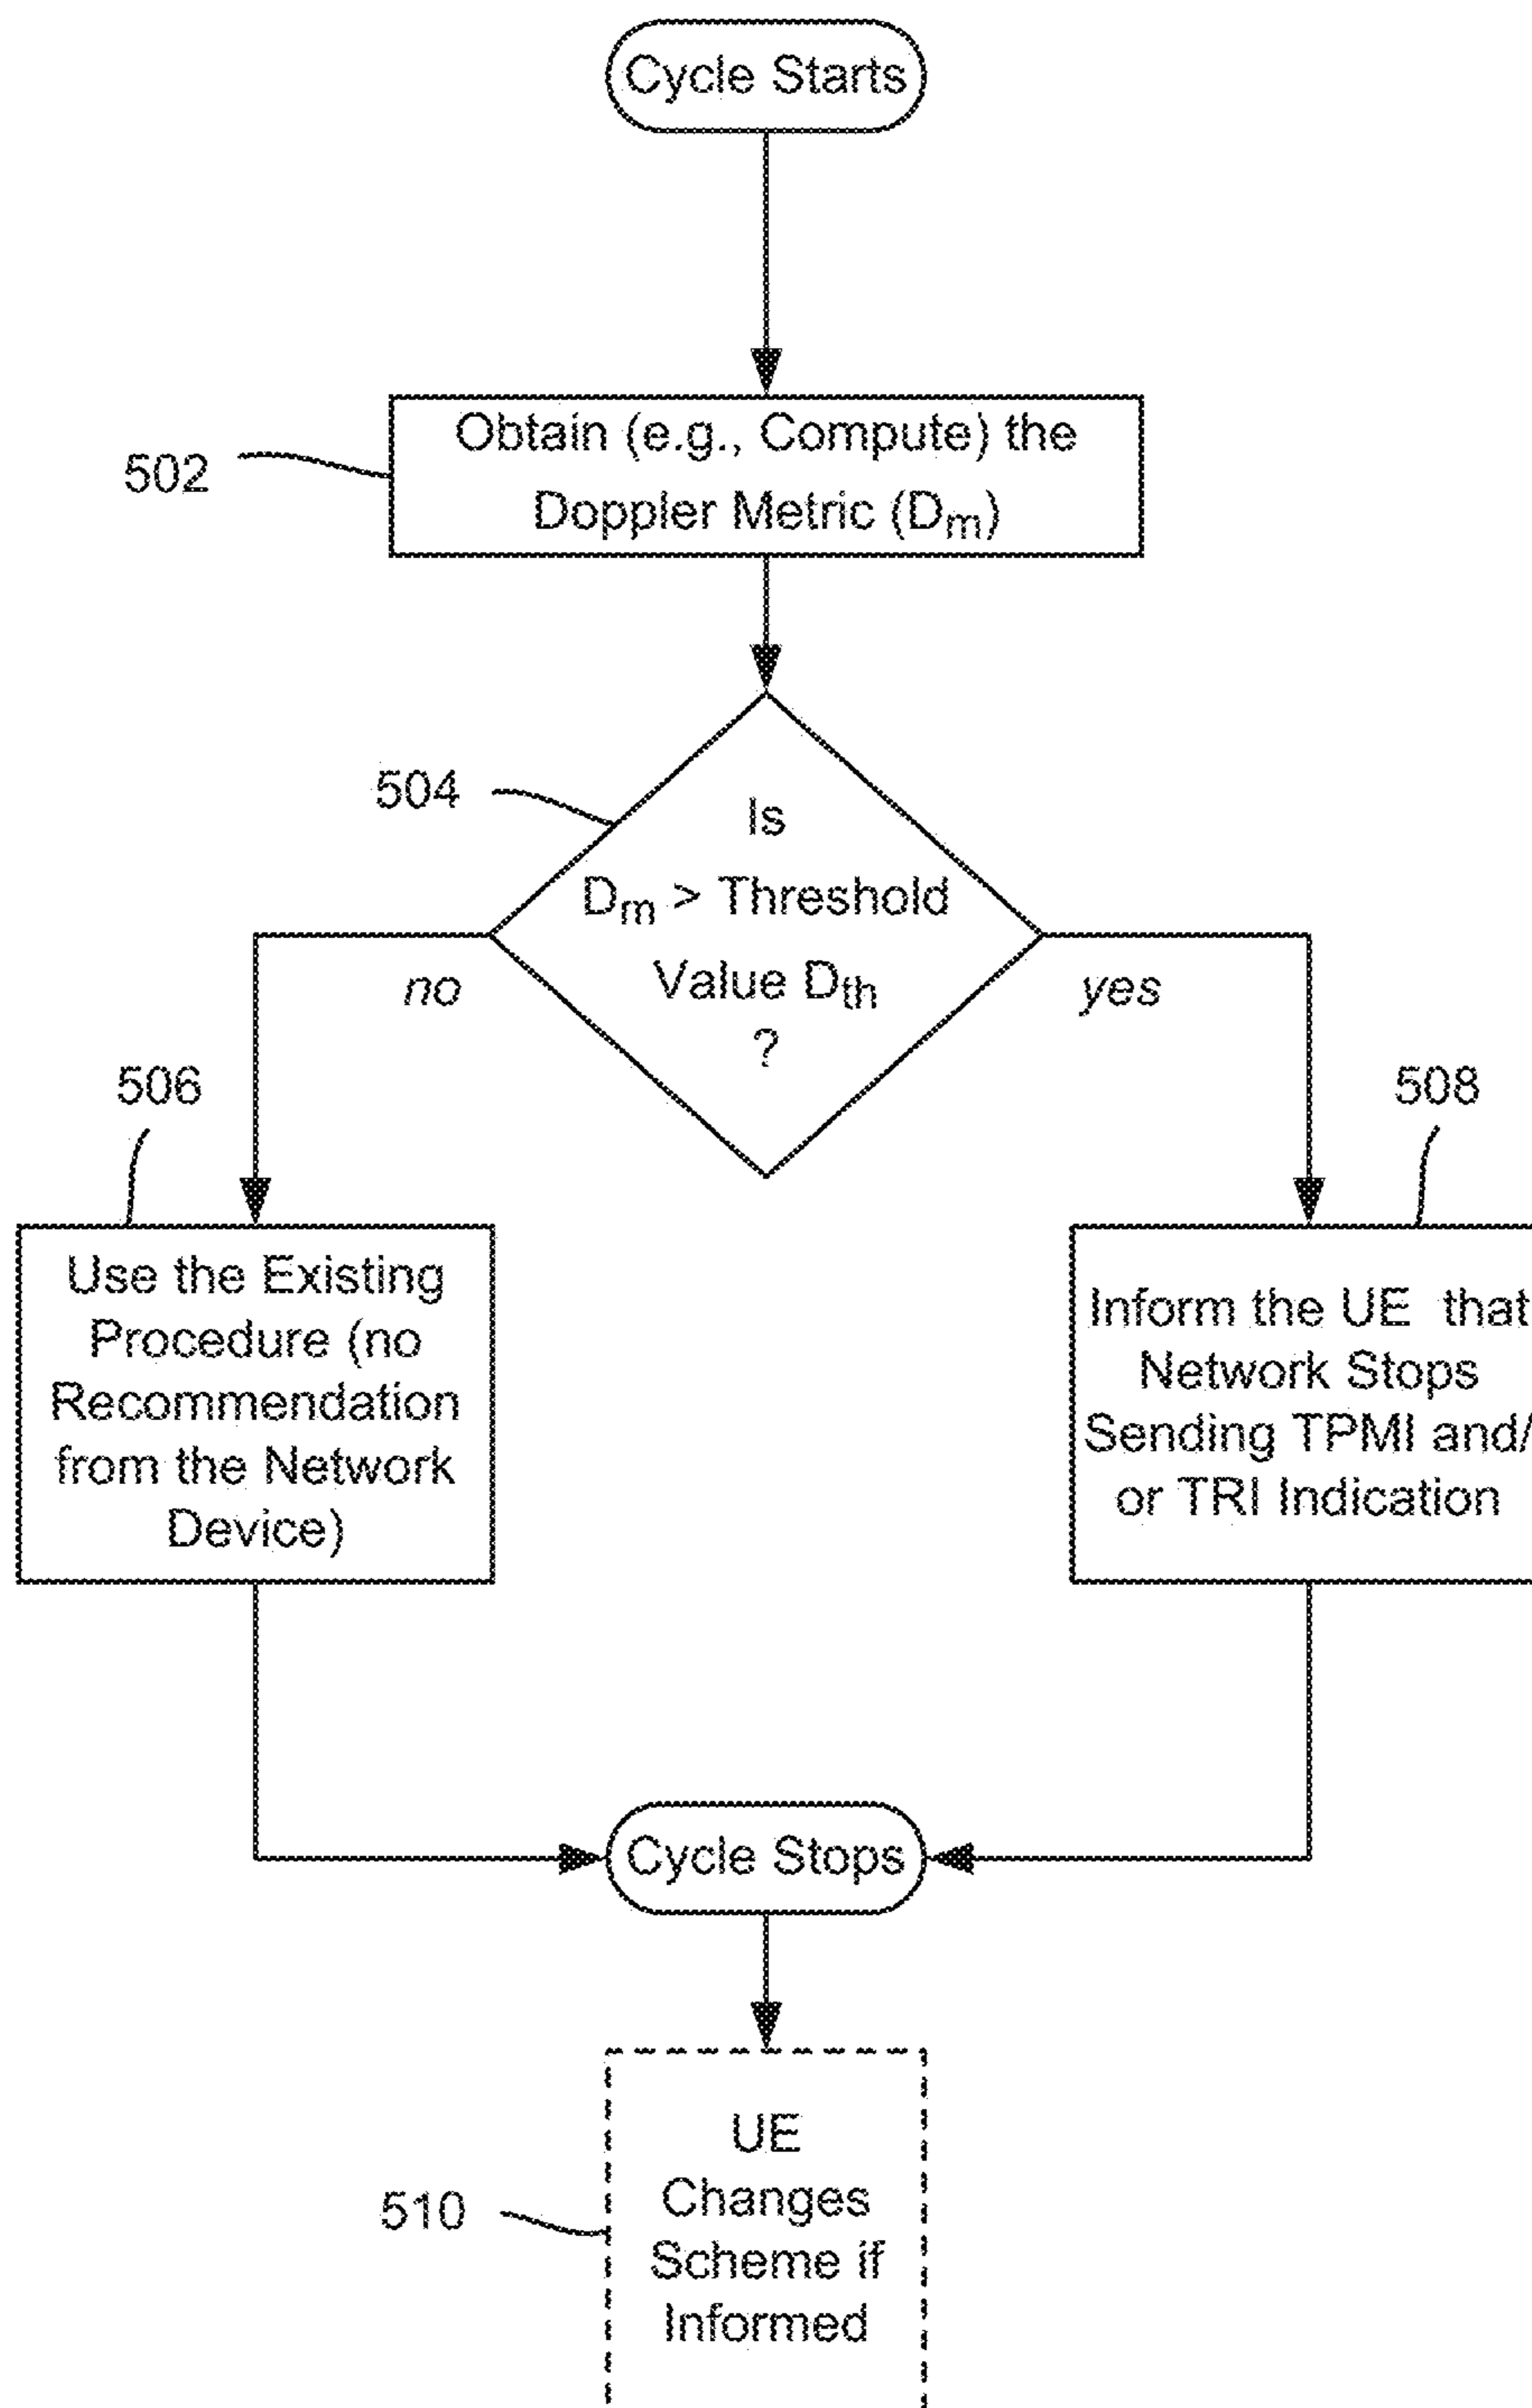 Cycle Starts
502
Obtain (e.g., Compute) the
Doppler Metric (Dm)
504
Is
Dm > Threshold
Value Dth
?
no
yes
506
508
Use the Existing
Procedure (no
Recommendation
from the Network
Device)
Inform the UE that
Network Stops
Sending TPMI and/
or TRI Indication
Cycle Stops
510
UE
Changes
Scheme if
Informed